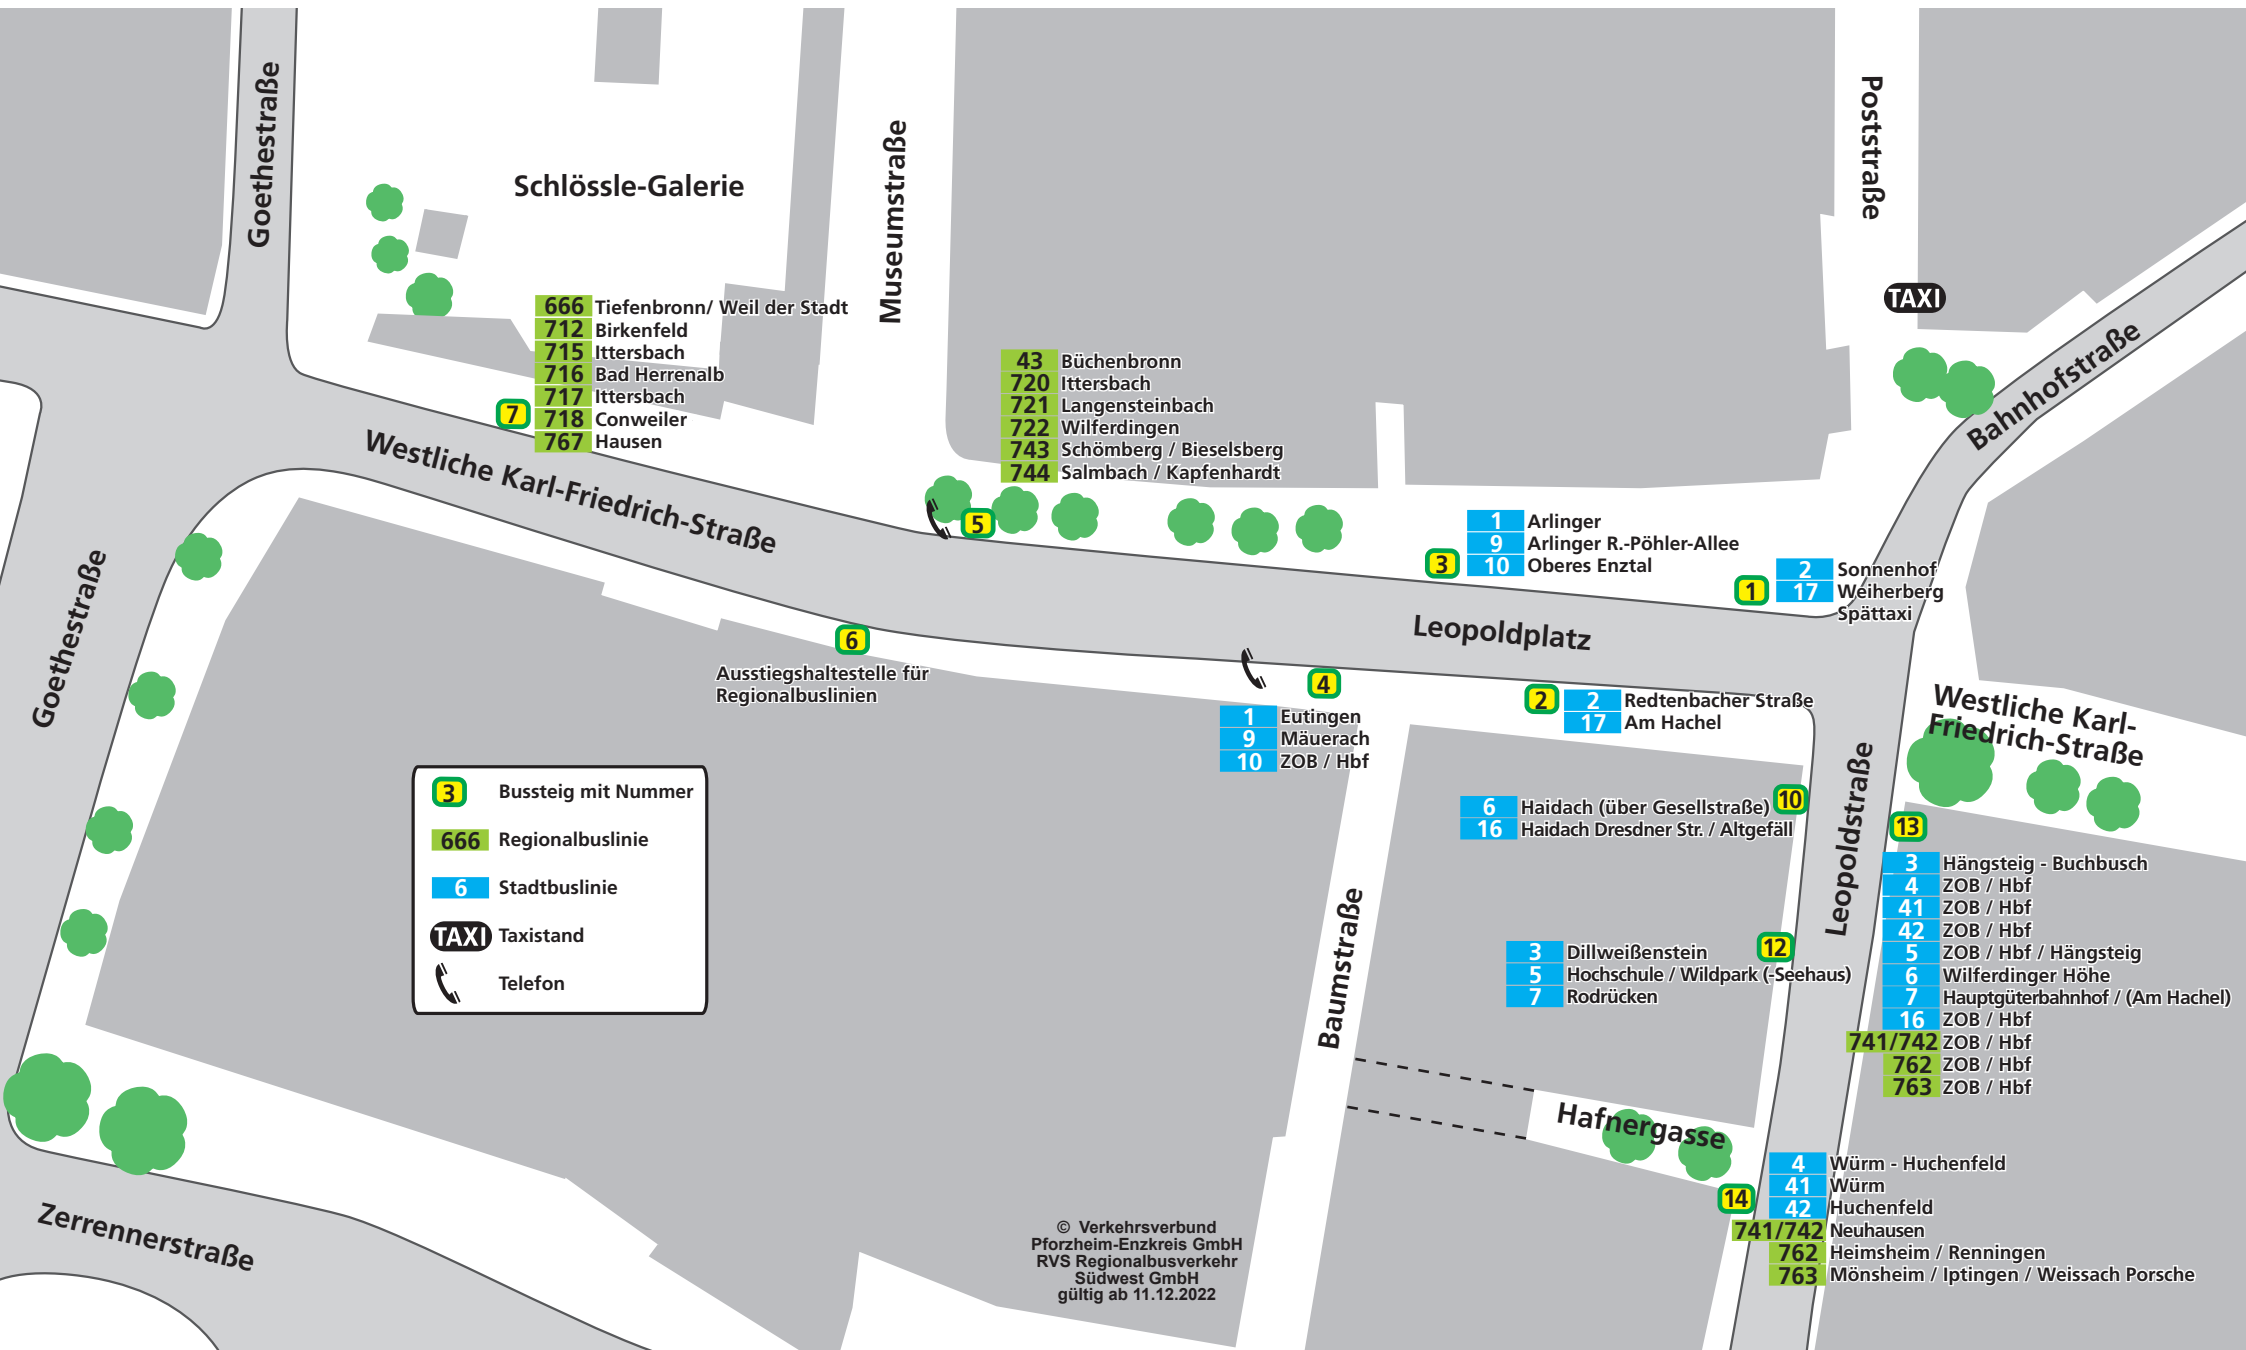 Goethestraße
Schlössle-Galerie
Museumstraße
Poststraße
TAXI
Bahnhofstraße
666 Tiefenbronn/ Weil der Stadt
712 Birkenfeld
715 Ittersbach
716 Bad Herrenalb
717 Ittersbach
718 Conweiler
767 Hausen
7
Westliche Karl-Friedrich-Straße
43 Büchenbronn
720 Ittersbach
721 Langensteinbach
722 Wilferdingen
743 Schömberg / Bieselsberg
744 Salmbach / Kapfenhardt
5
1 Arlinger
9 Arlinger R.-Pöhler-Allee
10 Oberes Enztal
3
2 Sonnenhof
17 Weiherberg
Spättaxi
1
Leopoldplatz
6
Ausstiegshaltestelle für
Regionalbuslinien
4
1 Eutingen
9 Mäuerach
10 ZOB / Hbf
2
2 Redtenbacher Straße
17 Am Hachel
Westliche Karl-
Friedrich-Straße
Goethestraße
3 Bussteig mit Nummer
666 Regionalbuslinie
6 Stadtbuslinie
TAXI Taxistand
Telefon
Baumstraße
Leopoldstraße
10
6 Haidach (über Gesellstraße)
16 Haidach Dresdner Str. / Altgefäll
12
3 Dillweißenstein
5 Hochschule / Wildpark (-Seehaus)
7 Rodrücken
13
3 Hängsteig - Buchbusch
4 ZOB / Hbf
41 ZOB / Hbf
42 ZOB / Hbf
5 ZOB / Hbf / Hängsteig
6 Wilferdinger Höhe
7 Hauptgüterbahnhof / (Am Hachel)
16 ZOB / Hbf
741/742 ZOB / Hbf
762 ZOB / Hbf
763 ZOB / Hbf
Hafnergasse
14
4 Würm - Huchenfeld
41 Würm
42 Huchenfeld
741/742 Neuhausen
762 Heimsheim / Renningen
763 Mönsheim / Iptingen / Weissach Porsche
Zerrennerstraße
© Verkehrsverbund
Pforzheim-Enzkreis GmbH
RVS Regionalbusverkehr
Südwest GmbH
gültig ab 11.12.2022